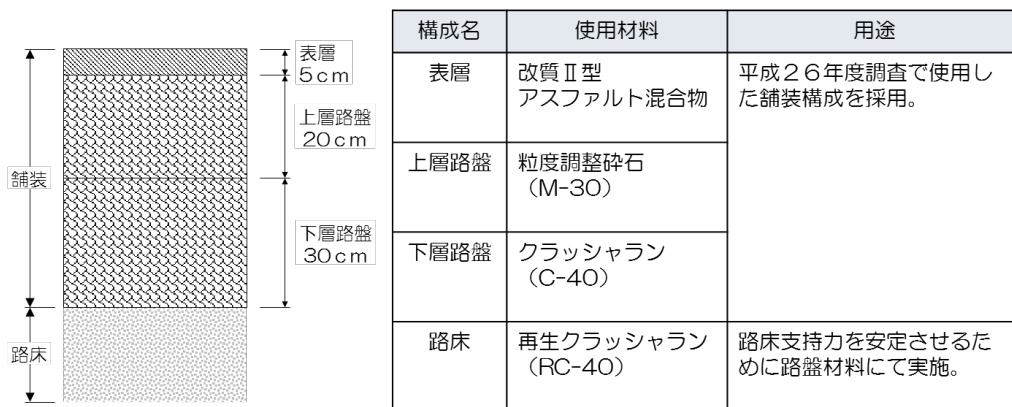 表層
5cm
上層路盤
20cm
舗装
下層路盤
30cm
路床
構成名
使用材料
用途
表層
改質Ⅱ型
アスファルト混合物
平成26年度調査で使用し
た舗装構成を採用。
上層路盤
粒度調整砕石
(M-30)
下層路盤
クラッシャラン
(C-40)
路床
再生クラッシャラン
(RC-40)
路床支持力を安定させるた
めに路盤材料にて実施。